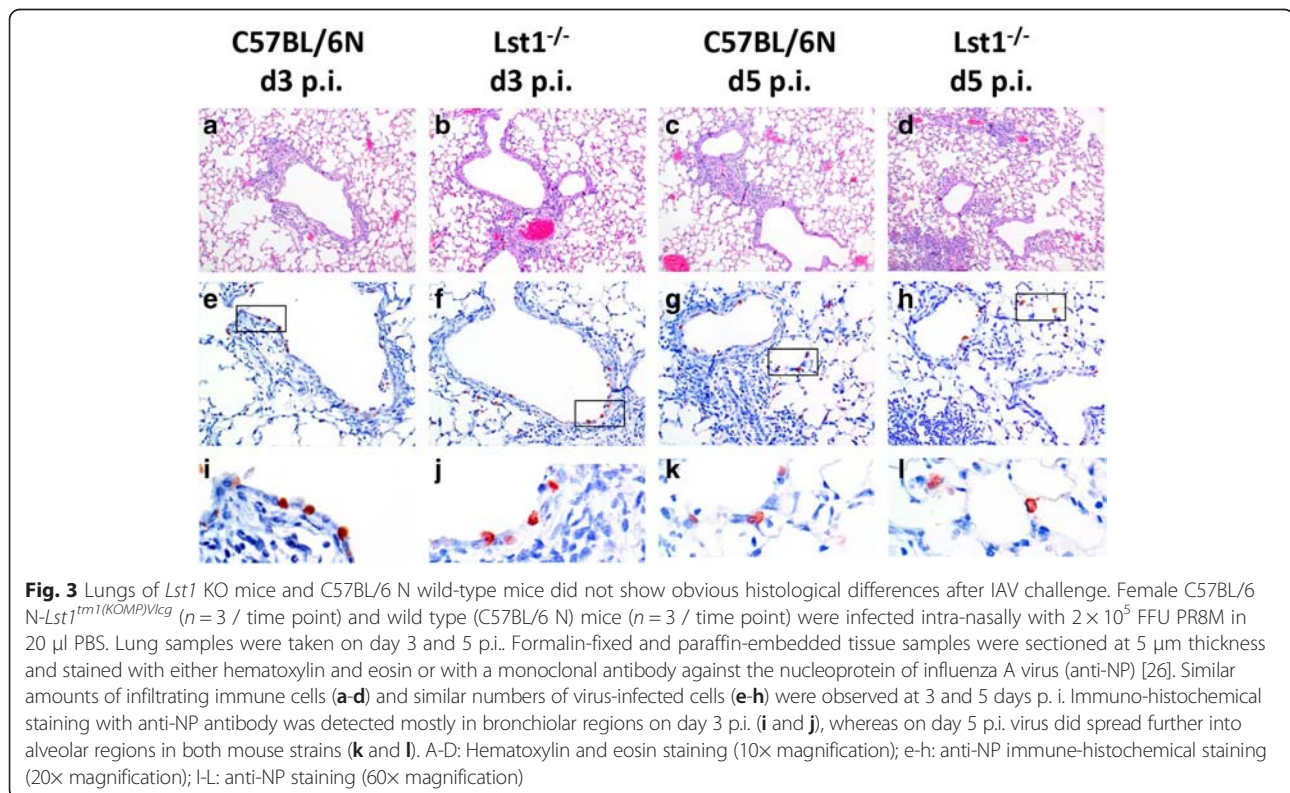 C57BL/6N Lst1-/- C57BL/6N Lst1-/-
d3 p.i. d3 p.i. d5 p.i. d5 p.i.
a b c d
e f g h
i j k l
Fig. 3 Lungs of Lst1 KO mice and C57BL/6 N wild-type mice did not show obvious histological differences after IAV challenge. Female C57BL/6
N-Lst1tm1(KOMP)Vlcg (n = 3 / time point) and wild type (C57BL/6 N) mice (n = 3 / time point) were infected intra-nasally with 2 × 10⁵ FFU PR8M in
20 μl PBS. Lung samples were taken on day 3 and 5 p.i.. Formalin-fixed and paraffin-embedded tissue samples were sectioned at 5 μm thickness
and stained with either hematoxylin and eosin or with a monoclonal antibody against the nucleoprotein of influenza A virus (anti-NP) [26]. Similar
amounts of infiltrating immune cells (a-d) and similar numbers of virus-infected cells (e-h) were observed at 3 and 5 days p. i. Immuno-histochemical
staining with anti-NP antibody was detected mostly in bronchiolar regions on day 3 p.i. (i and j), whereas on day 5 p.i. virus did spread further into
alveolar regions in both mouse strains (k and l). A-D: Hematoxylin and eosin staining (10× magnification); e-h: anti-NP immune-histochemical staining
(20× magnification); I-L: anti-NP staining (60× magnification)